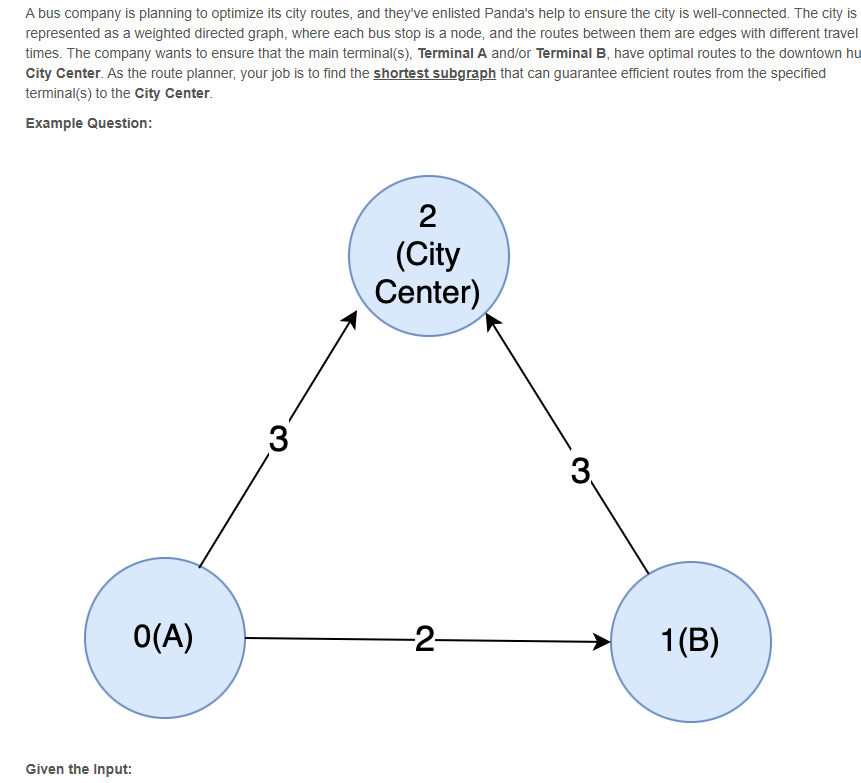 A bus company is planning to optimize its city routes, and they've enlisted Panda's help to ensure the city is well-connected. The city is
represented as a weighted directed graph, where each bus stop is a node, and the routes between them are edges with different travel
times. The company wants to ensure that the main terminal(s), Terminal A and/or Terminal B, have optimal routes to the downtown hu
City Center. As the route planner, your job is to find the shortest subgraph that can guarantee efficient routes from the specified
terminal(s) to the City Center.
Example Question:
2
(City
Center)
3
3
0(A)
2
1(B)
Given the Input: